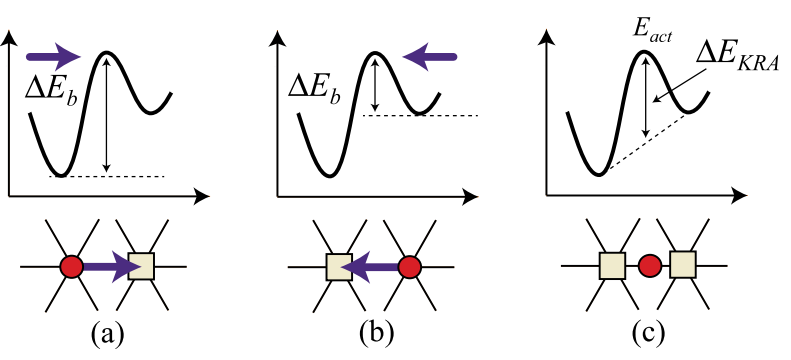 ΔE_b
ΔE_b
E_act
ΔE_KRA
(a)
(b)
(c)